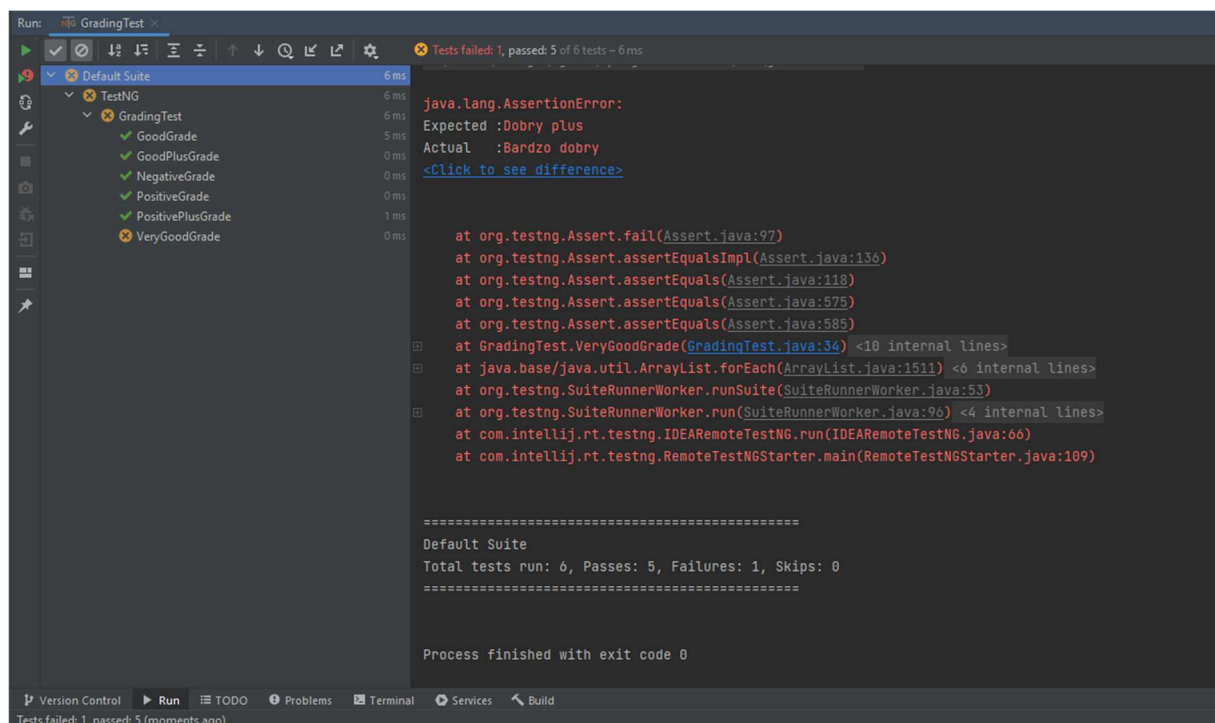 Run: GradingTest
Tests failed: 1, passed: 5 of 6 tests – 6 ms
Default Suite 6 ms
TestNG 6 ms
GradingTest 6 ms
GoodGrade 5 ms
GoodPlusGrade 0 ms
NegativeGrade 0 ms
PositiveGrade 0 ms
PositivePlusGrade 1 ms
VeryGoodGrade 0 ms
java.lang.AssertionError:
Expected :Dobry plus
Actual :Bardzo dobry
<Click to see difference>
at org.testng.Assert.fail(Assert.java:97)
at org.testng.Assert.assertEqualsImpl(Assert.java:136)
at org.testng.Assert.assertEquals(Assert.java:118)
at org.testng.Assert.assertEquals(Assert.java:575)
at org.testng.Assert.assertEquals(Assert.java:585)
at GradingTest.VeryGoodGrade(GradingTest.java:34) <10 internal lines>
at java.base/java.util.ArrayList.forEach(ArrayList.java:1511) <6 internal lines>
at org.testng.SuiteRunnerWorker.runSuite(SuiteRunnerWorker.java:53)
at org.testng.SuiteRunnerWorker.run(SuiteRunnerWorker.java:96) <4 internal lines>
at com.intellij.rt.testng.IDEARemoteTestNG.run(IDEARemoteTestNG.java:66)
at com.intellij.rt.testng.RemoteTestNGStarter.main(RemoteTestNGStarter.java:109)
===============================================
Default Suite
Total tests run: 6, Passes: 5, Failures: 1, Skips: 0
===============================================
Process finished with exit code 0
Version Control Run TODO Problems Terminal Services Build
Tests failed: 1, passed: 5 (moments ago)